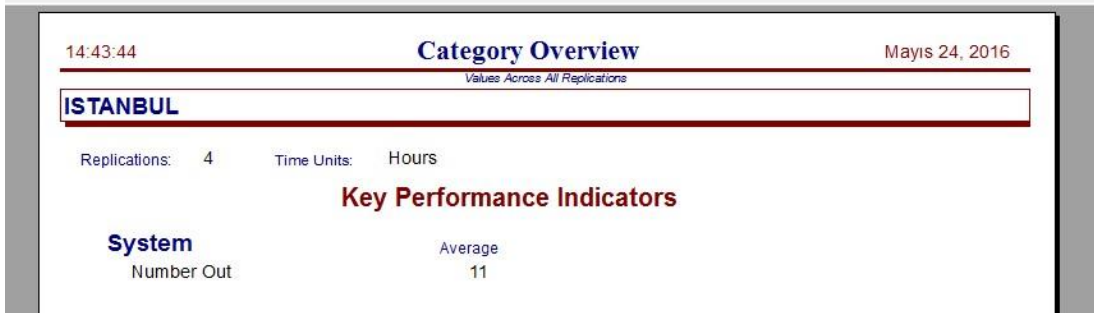 14:43:44 Category Overview Mayıs 24, 2016
Values Across All Replications
ISTANBUL
Replications: 4 Time Units: Hours
Key Performance Indicators
System Average
Number Out 11